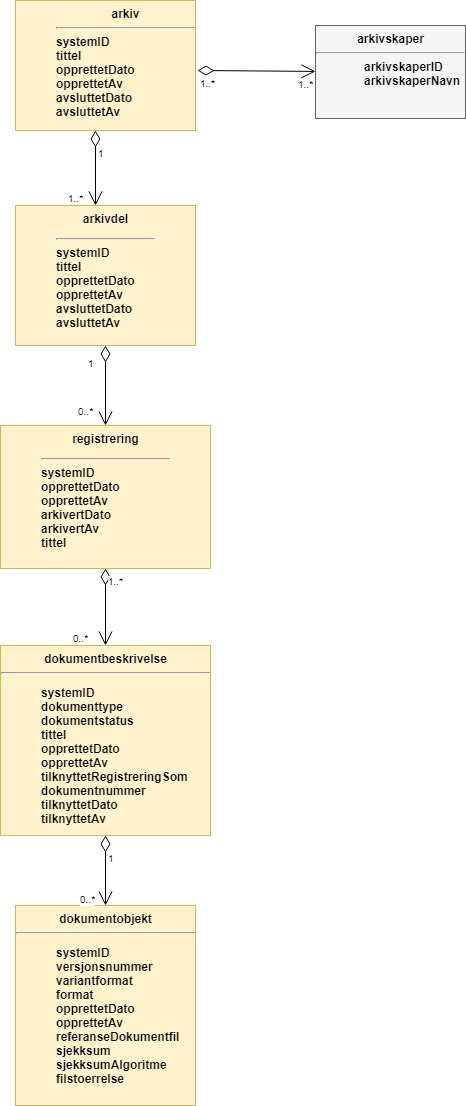 arkiv
systemID
tittel
opprettetDato
opprettetAv
avsluttetDato
avsluttetAv
arkivskaper
arkivskaperID
arkivskaperNavn
1..*
1..*
1
1..*
arkivdel
systemID
tittel
opprettetDato
opprettetAv
avsluttetDato
avsluttetAv
1
0..*
registrering
systemID
opprettetDato
opprettetAv
arkivertDato
arkivertAv
tittel
1..*
0..*
dokumentbeskrivelse
systemID
dokumenttype
dokumentstatus
tittel
opprettetDato
opprettetAv
tilknyttetRegistreringSom
dokumentnummer
tilknyttetDato
tilknyttetAv
1
0..*
dokumentobjekt
systemID
versjonsnummer
variantformat
format
opprettetDato
opprettetAv
referanseDokumentfil
sjekksum
sjekksumAlgoritme
filstoerrelse